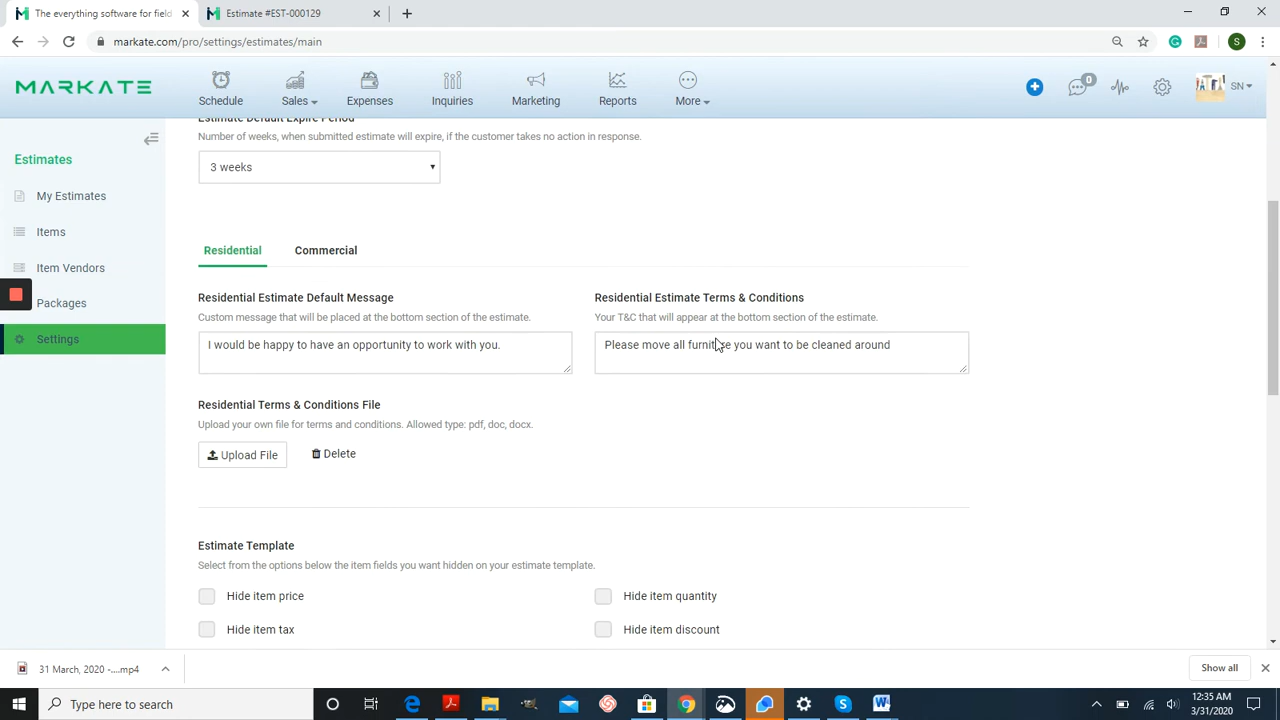 The everything software for field
Estimate #EST-000129
markate.com/pro/settings/estimates/main
S
MARKATE
Schedule
Sales
Expenses
Inquiries
Marketing
Reports
More
0
SN
Estimates
My Estimates
Items
Item Vendors
Packages
Settings
Estimate Default Expire Period
Number of weeks, when submitted estimate will expire, if the customer takes no action in response.
3 weeks
Residential
Commercial
Residential Estimate Default Message
Custom message that will be placed at the bottom section of the estimate.
I would be happy to have an opportunity to work with you.
Residential Estimate Terms & Conditions
Your T&C that will appear at the bottom section of the estimate.
Please move all furniture you want to be cleaned around
Residential Terms & Conditions File
Upload your own file for terms and conditions. Allowed type: pdf, doc, docx.
Upload File
Delete
Estimate Template
Select from the options below the item fields you want hidden on your estimate template.
Hide item price
Hide item quantity
Hide item tax
Hide item discount
31 March, 2020 -....mp4
Show all
Type here to search
12:35 AM
3/31/2020